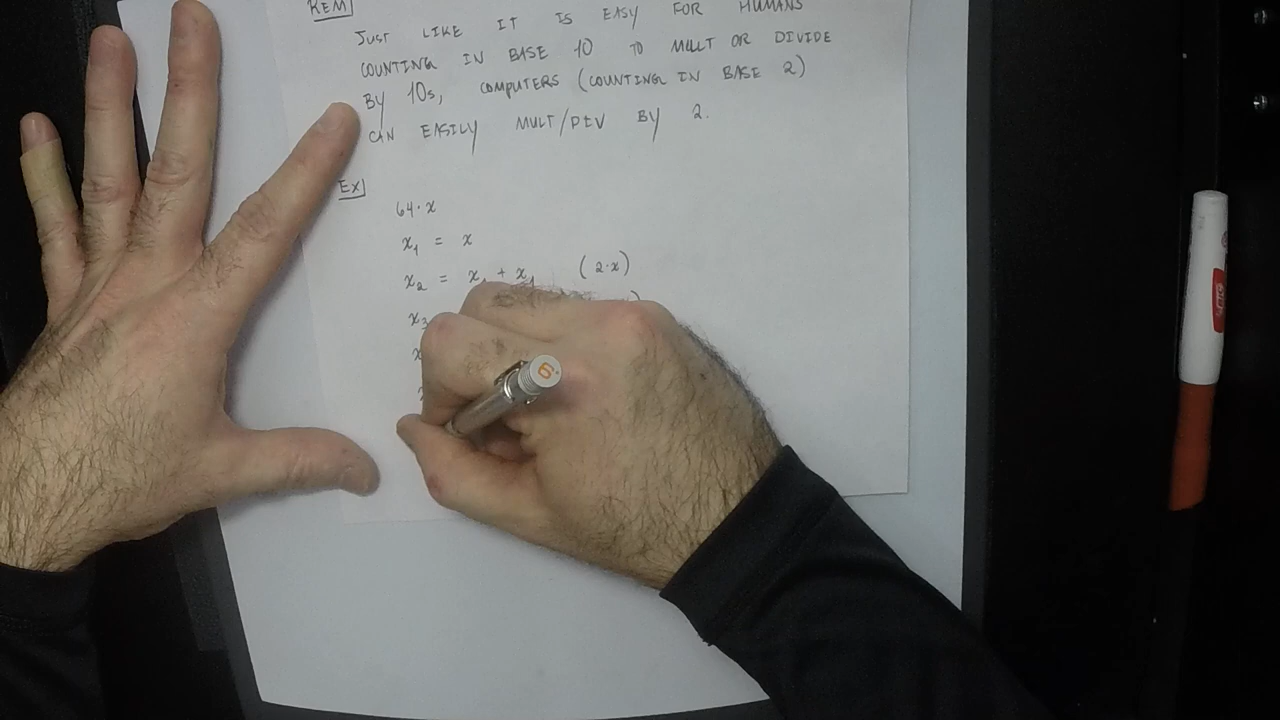 REM
JUST LIKE IT IS EASY FOR HUMANS
COUNTING IN BASE 10 TO MULT OR DIVIDE
BY 10s, COMPUTERS (COUNTING IN BASE 2)
CAN EASILY MULT/DIV BY 2.
EX
64·x
x₁ = x
x₂ = x₁ + x₁ (2·x)
x₃